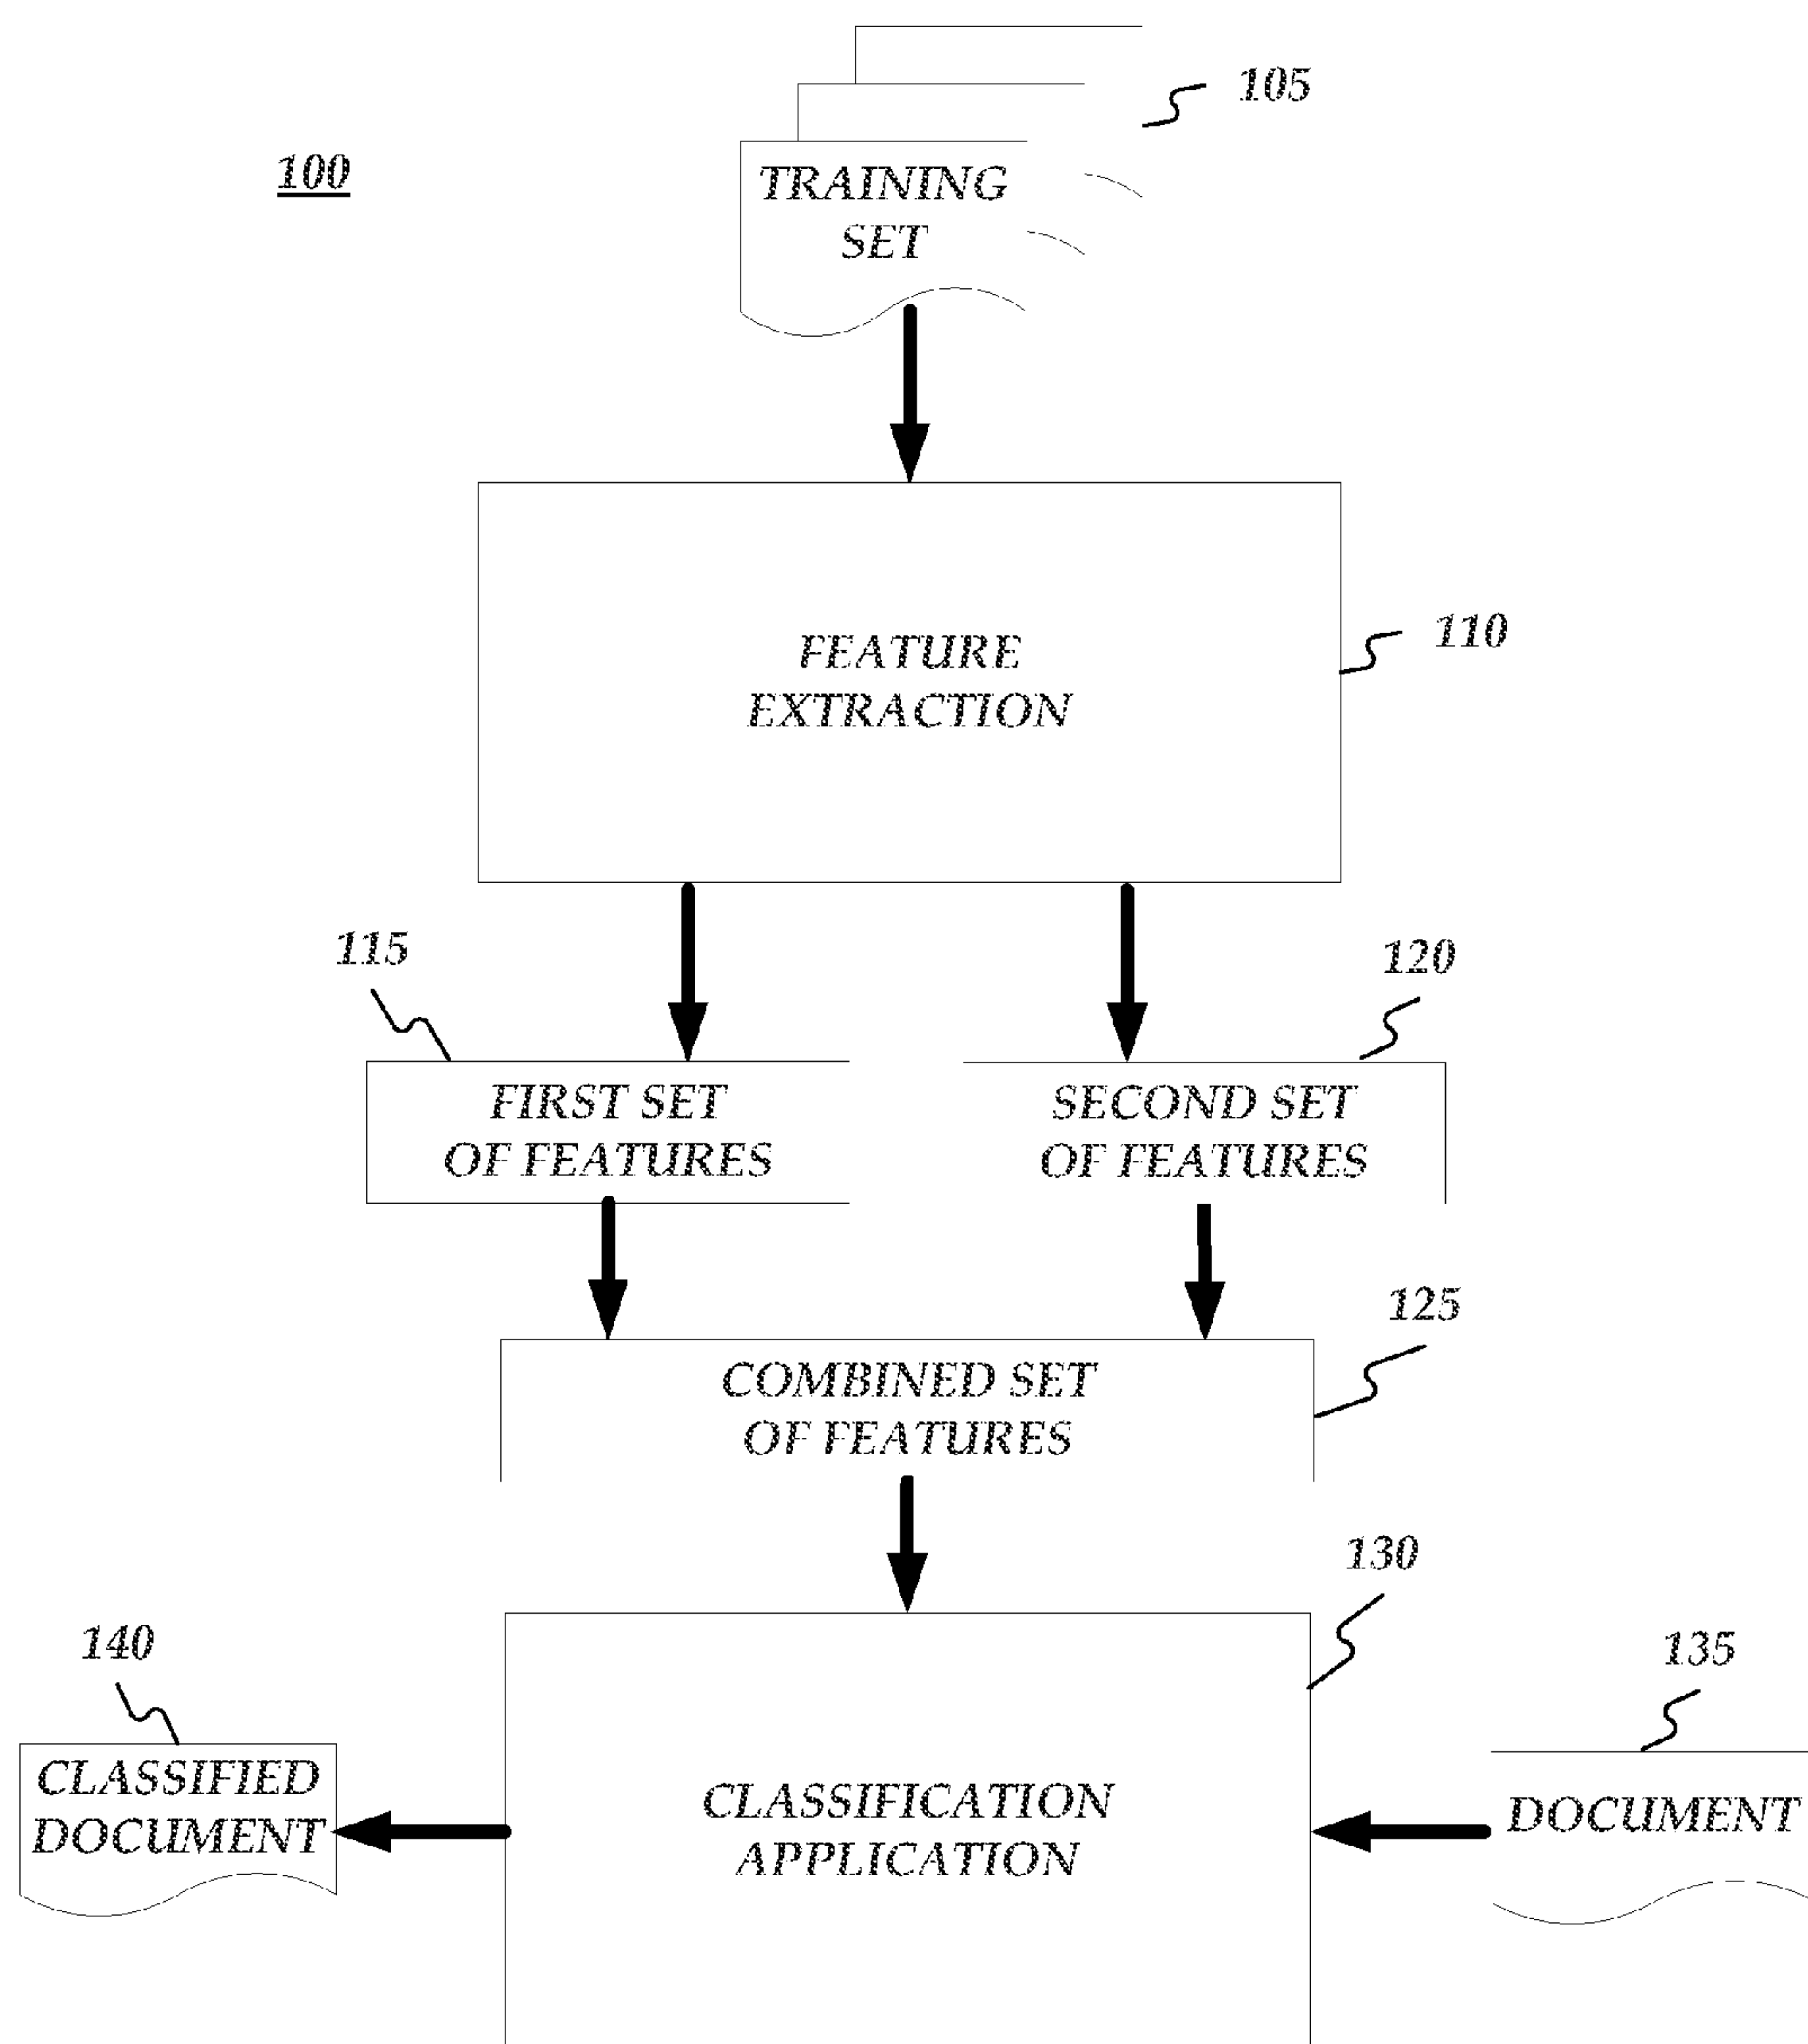 105
100
TRAINING
SET
FEATURE
EXTRACTION
110
115
120
FIRST SET
OF FEATURES
SECOND SET
OF FEATURES
125
COMBINED SET
OF FEATURES
130
140
135
CLASSIFIED
DOCUMENT
CLASSIFICATION
APPLICATION
DOCUMENT